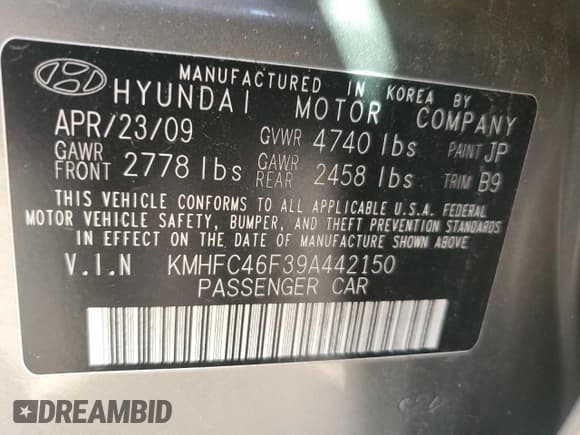 MANUFACTURED IN KOREA BY
HYUNDAI MOTOR COMPANY
APR/23/09 GVWR 4740 lbs PAINT JP
GAWR FRONT 2778 lbs GAWR REAR 2458 lbs TRIM B9
THIS VEHICLE CONFORMS TO ALL APPLICABLE U.S.A. FEDERAL
MOTOR VEHICLE SAFETY, BUMPER, AND THEFT PREVENTION STANDARDS
IN EFFECT ON THE DATE OF MANUFACTURE SHOWN ABOVE.
V.I.N KMHFC46F39A442150
PASSENGER CAR
DREAMBID